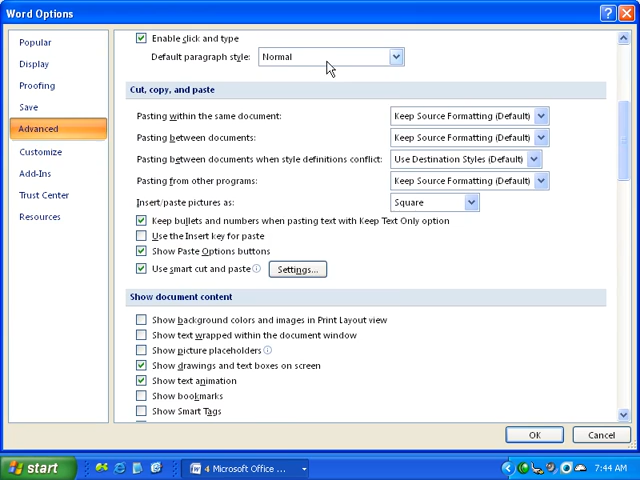 Word Options
Popular
Display
Proofing
Save
Advanced
Customize
Add-Ins
Trust Center
Resources
Enable click and type
Default paragraph style: Normal
Cut, copy, and paste
Pasting within the same document: Keep Source Formatting (Default)
Pasting between documents: Keep Source Formatting (Default)
Pasting between documents when style definitions conflict: Use Destination Styles (Default)
Pasting from other programs: Keep Source Formatting (Default)
Insert/paste pictures as: Square
Keep bullets and numbers when pasting text with Keep Text Only option
Use the Insert key for paste
Show Paste Options buttons
Use smart cut and paste Settings...
Show document content
Show background colors and images in Print Layout view
Show text wrapped within the document window
Show picture placeholders
Show drawings and text boxes on screen
Show text animation
Show bookmarks
Show Smart Tags
OK Cancel
start 4 Microsoft Office ... 7:44 AM